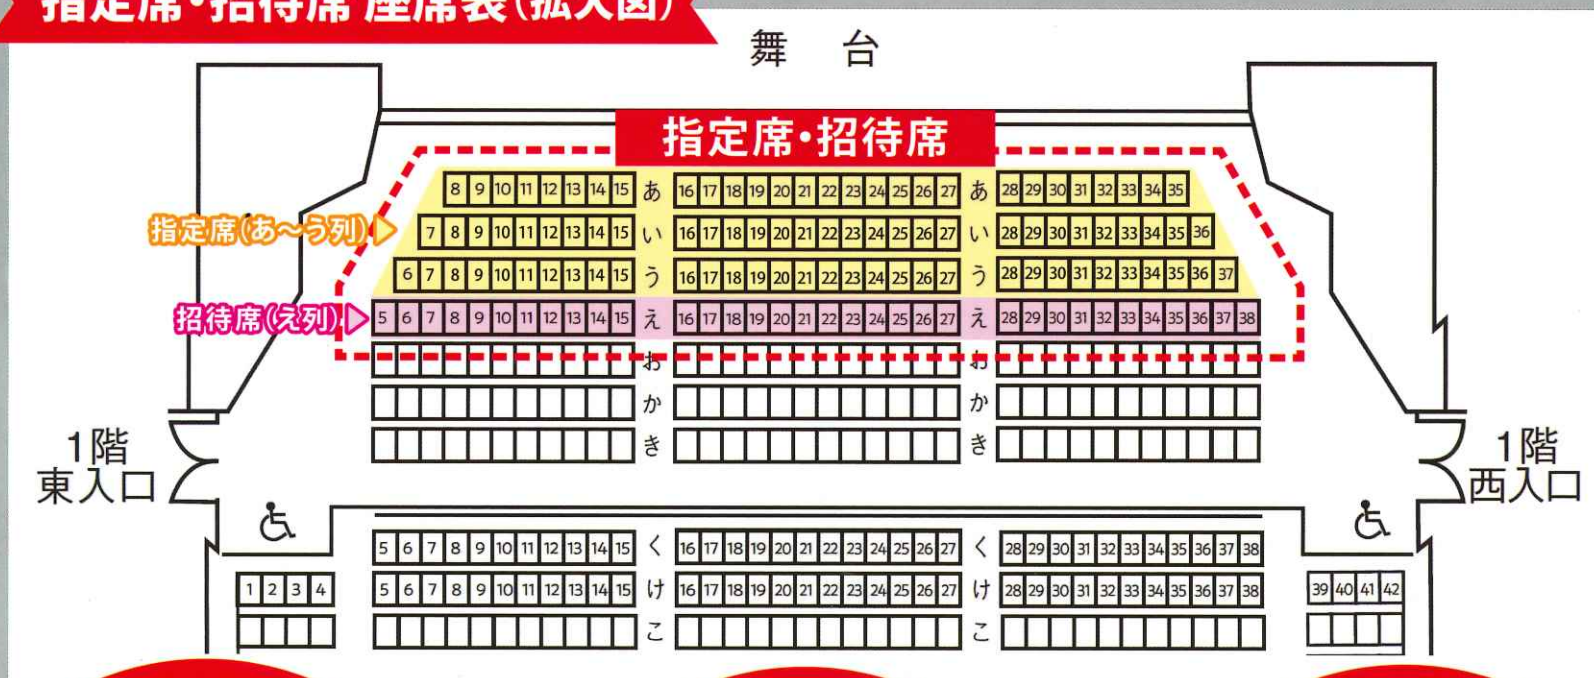 指定席・招待席 座席表(拡大図)
舞 台
指定席・招待席
8 9 10 11 12 13 14 15 あ 16 17 18 19 20 21 22 23 24 25 26 27 あ 28 29 30 31 32 33 34 35
指定席(あ〜う列)
7 8 9 10 11 12 13 14 15 い 16 17 18 19 20 21 22 23 24 25 26 27 い 28 29 30 31 32 33 34 35 36
6 7 8 9 10 11 12 13 14 15 う 16 17 18 19 20 21 22 23 24 25 26 27 う 28 29 30 31 32 33 34 35 36 37
招待席(え列)
5 6 7 8 9 10 11 12 13 14 15 え 16 17 18 19 20 21 22 23 24 25 26 27 え 28 29 30 31 32 33 34 35 36 37 38
お お
か か
き き
1階
東入口
1階
西入口
5 6 7 8 9 10 11 12 13 14 15 く 16 17 18 19 20 21 22 23 24 25 26 27 く 28 29 30 31 32 33 34 35 36 37 38
1 2 3 4 5 6 7 8 9 10 11 12 13 14 15 け 16 17 18 19 20 21 22 23 24 25 26 27 け 28 29 30 31 32 33 34 35 36 37 38 39 40 41 42
こ こ